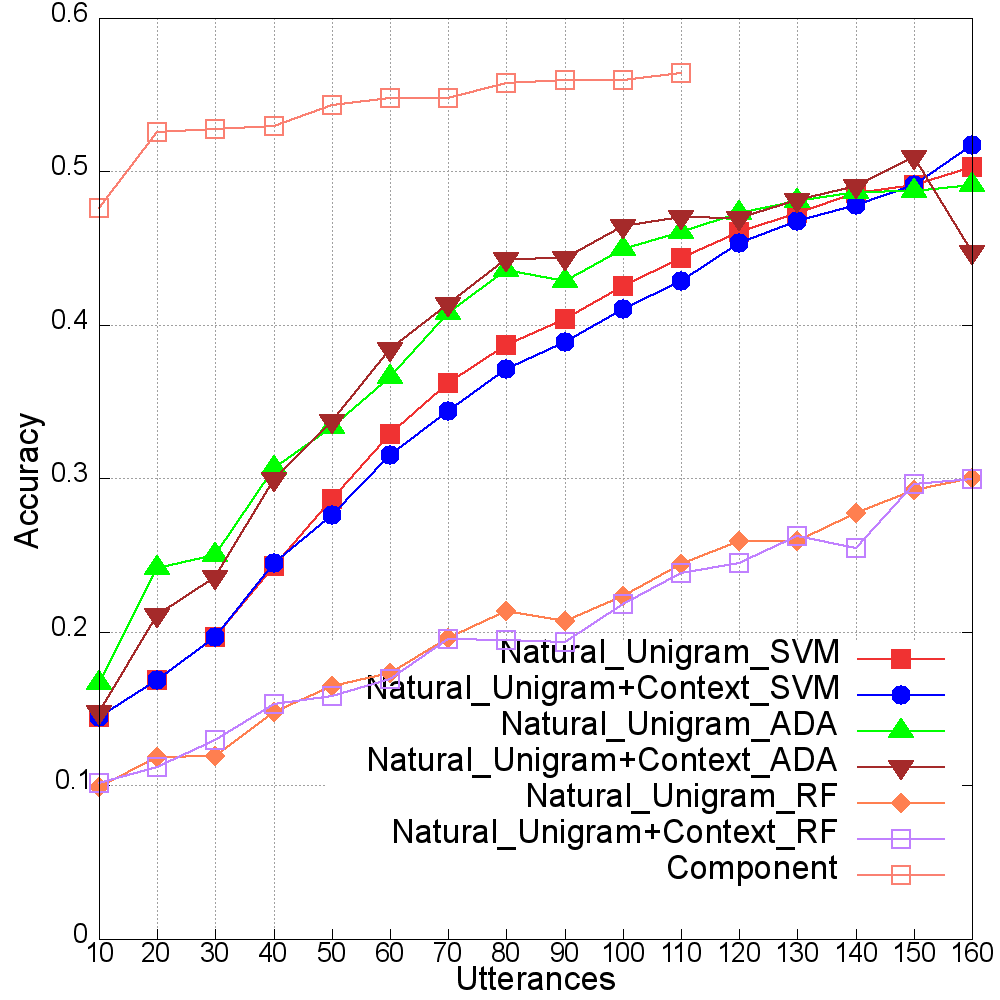 0.6
0.5
0.4
0.3
0.2
0.1
0
Accuracy
Natural_Unigram_SVM
Natural_Unigram+Context_SVM
Natural_Unigram_ADA
Natural_Unigram+Context_ADA
Natural_Unigram_RF
Natural_Unigram+Context_RF
Component
10 20 30 40 50 60 70 80 90 100 110 120 130 140 150 160
Utterances